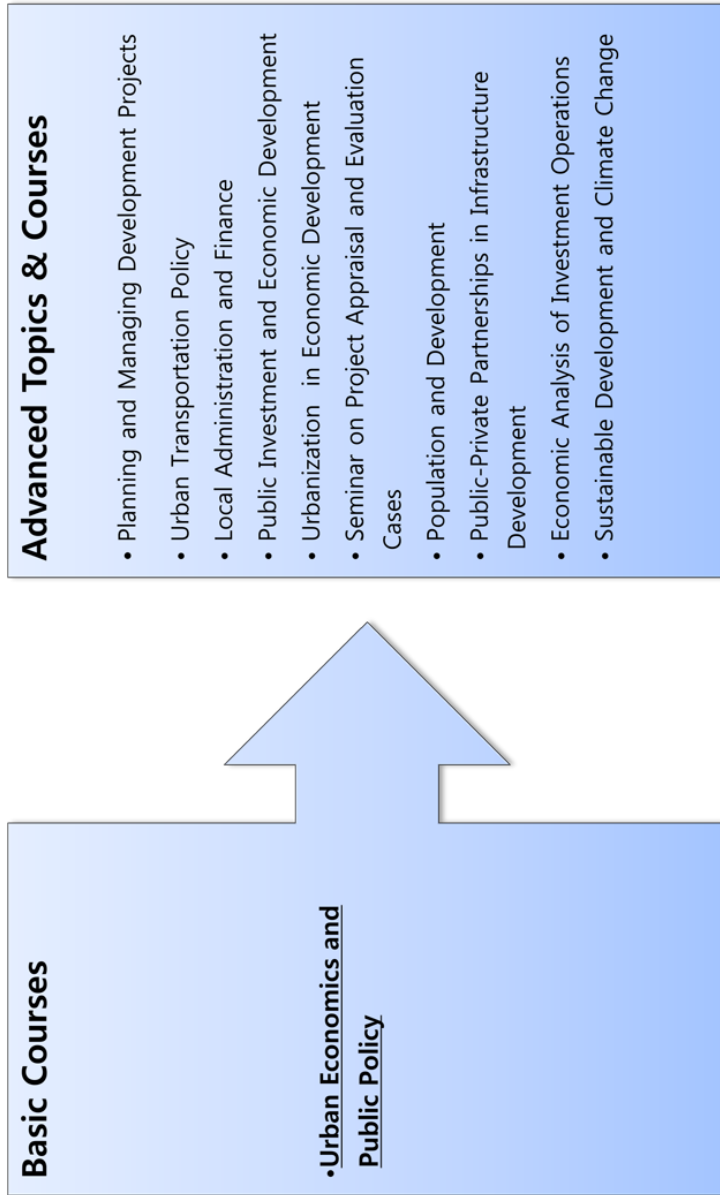 Basic Courses
•Urban Economics and
Public Policy
Advanced Topics & Courses
• Planning and Managing Development Projects
• Urban Transportation Policy
• Local Administration and Finance
• Public Investment and Economic Development
• Urbanization in Economic Development
• Seminar on Project Appraisal and Evaluation
Cases
• Population and Development
• Public-Private Partnerships in Infrastructure
Development
• Economic Analysis of Investment Operations
• Sustainable Development and Climate Change